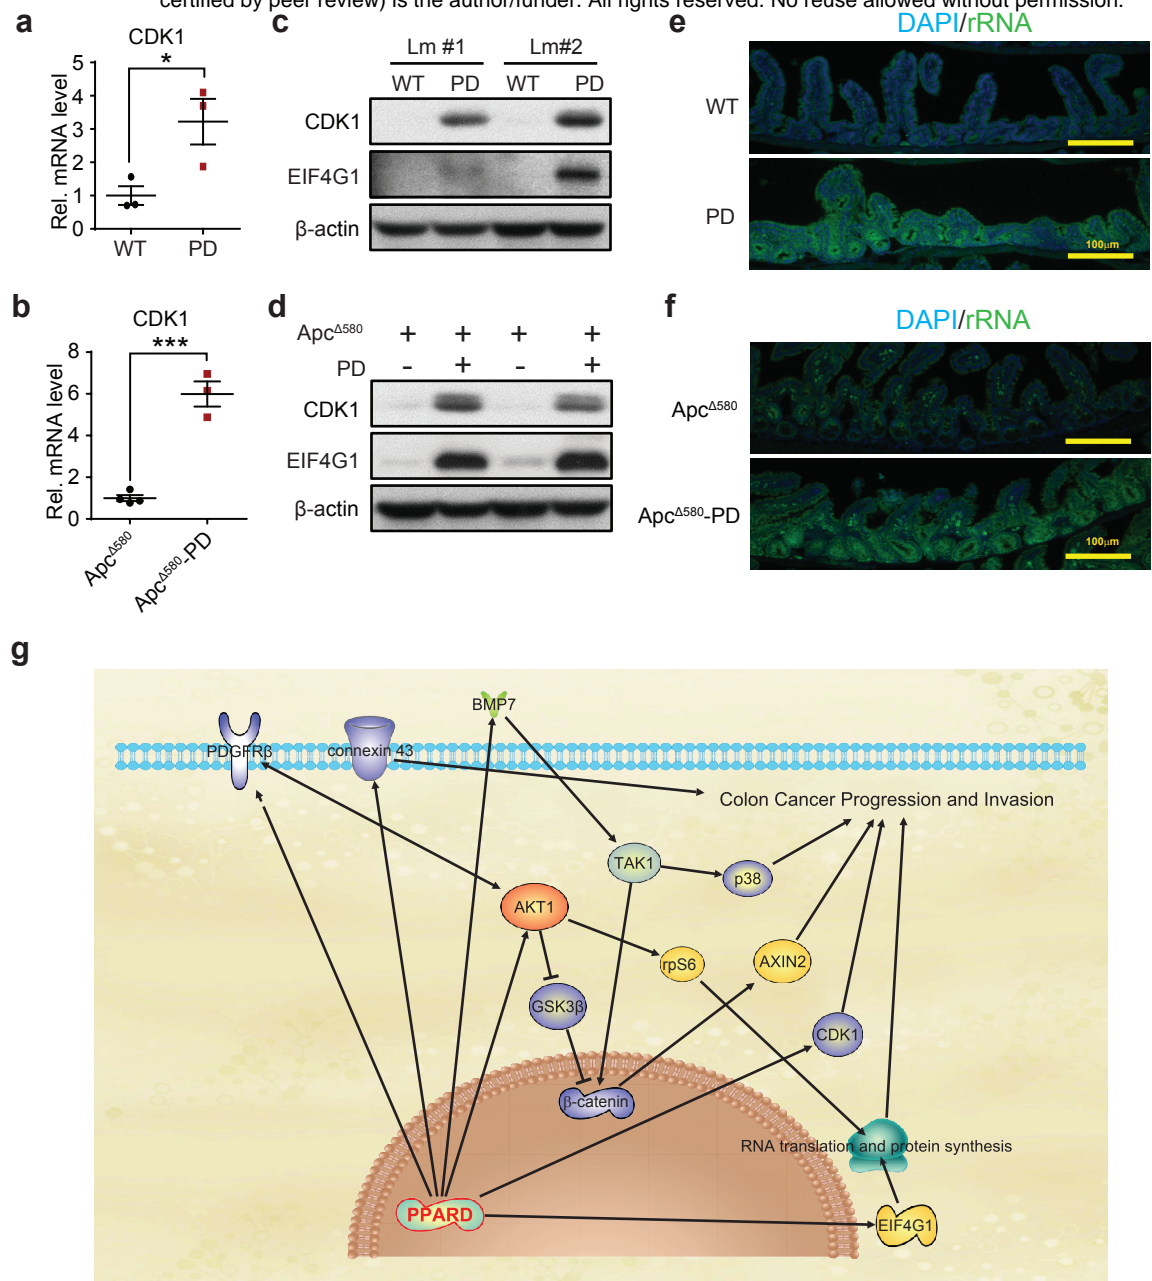 certified by peer review) is the author/funder. All rights reserved. No reuse allowed without permission.
a
CDK1
Rel. mRNA level
5
4
3
2
1
0
*
WT
PD
b
CDK1
Rel. mRNA level
8
6
4
2
0
***
ApcΔ580
ApcΔ580-PD
c
Lm #1
Lm#2
WT PD WT PD
CDK1
EIF4G1
β-actin
d
ApcΔ580 + + + +
PD - + - +
CDK1
EIF4G1
β-actin
e
DAPI/rRNA
WT
PD
100µm
f
DAPI/rRNA
ApcΔ580
ApcΔ580-PD
100µm
g
BMP7
PDGFRβ
connexin 43
Colon Cancer Progression and Invasion
TAK1
p38
AKT1
rpS6
AXIN2
GSK3β
CDK1
β-catenin
RNA translation and protein synthesis
PPARD
EIF4G1